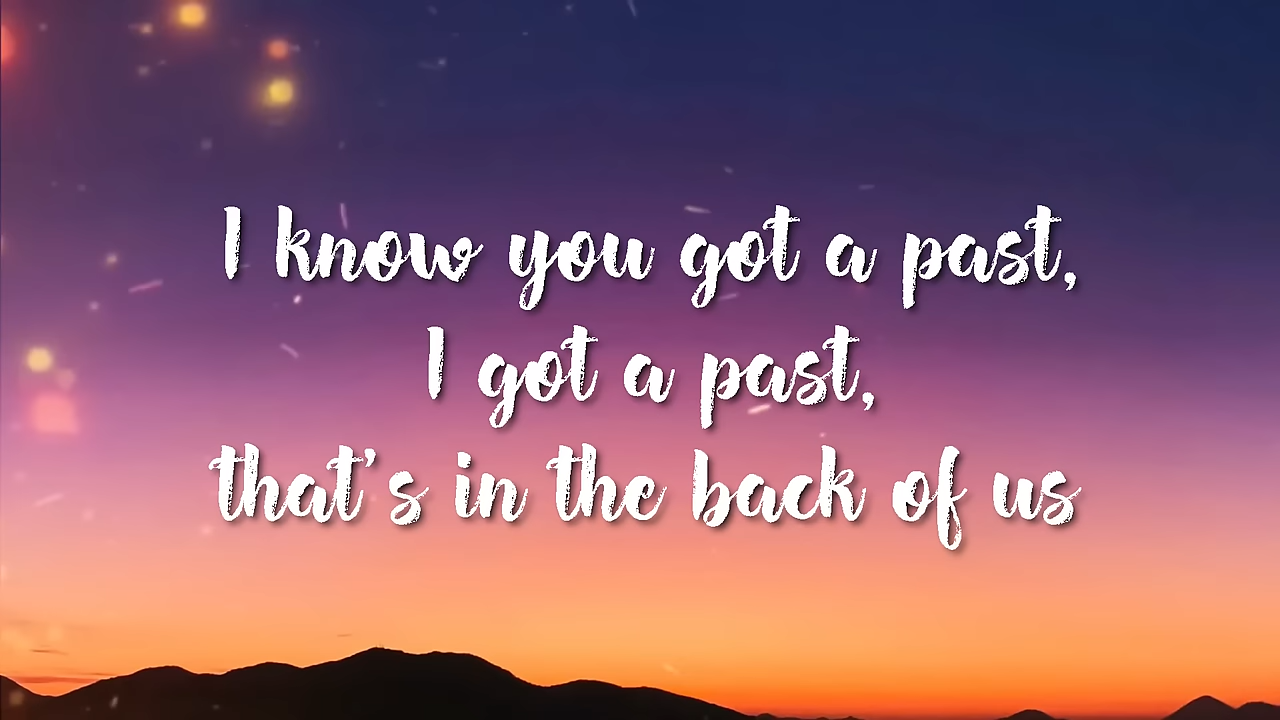 I know you got a past,
I got a past,
that's in the back of us